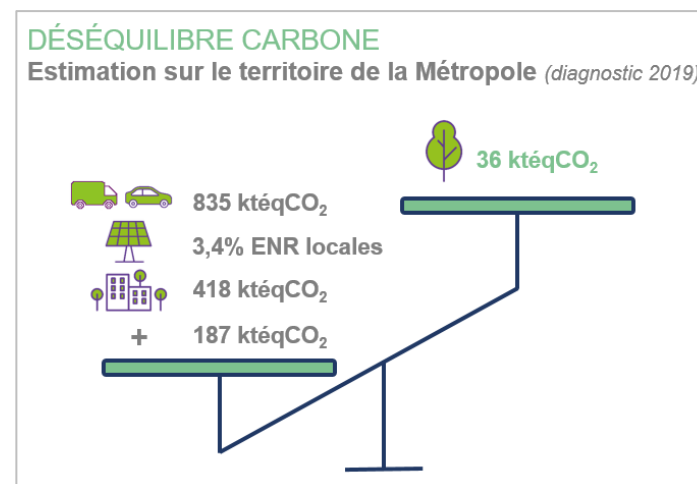 DÉSÉQUILIBRE CARBONE
Estimation sur le territoire de la Métropole (diagnostic 2019)
36 ktéqCO₂
835 ktéqCO₂
3,4% ENR locales
418 ktéqCO₂
+ 187 ktéqCO₂